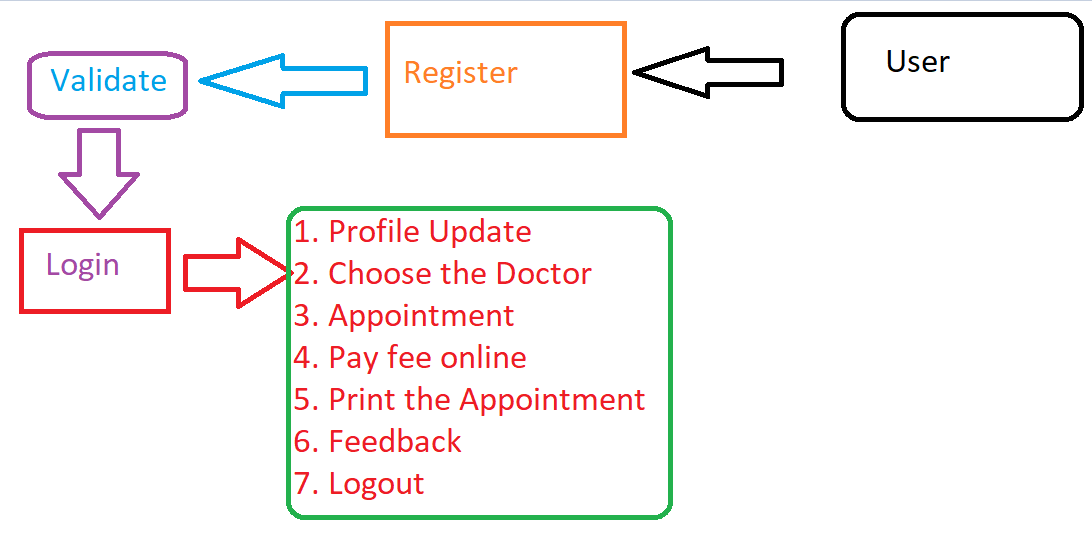 Validate
Register
User
Login
1. Profile Update
2. Choose the Doctor
3. Appointment
4. Pay fee online
5. Print the Appointment
6. Feedback
7. Logout